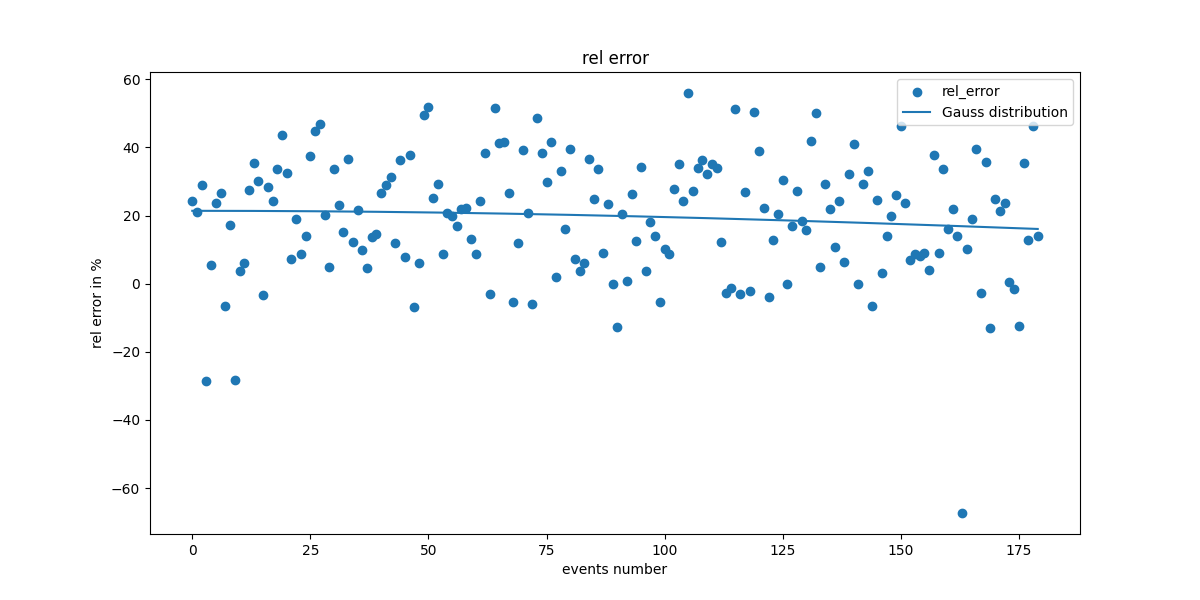 rel error
rel_error
Gauss distribution
rel error in %
60
40
20
0
−20
−40
−60
0 25 50 75 100 125 150 175
events number